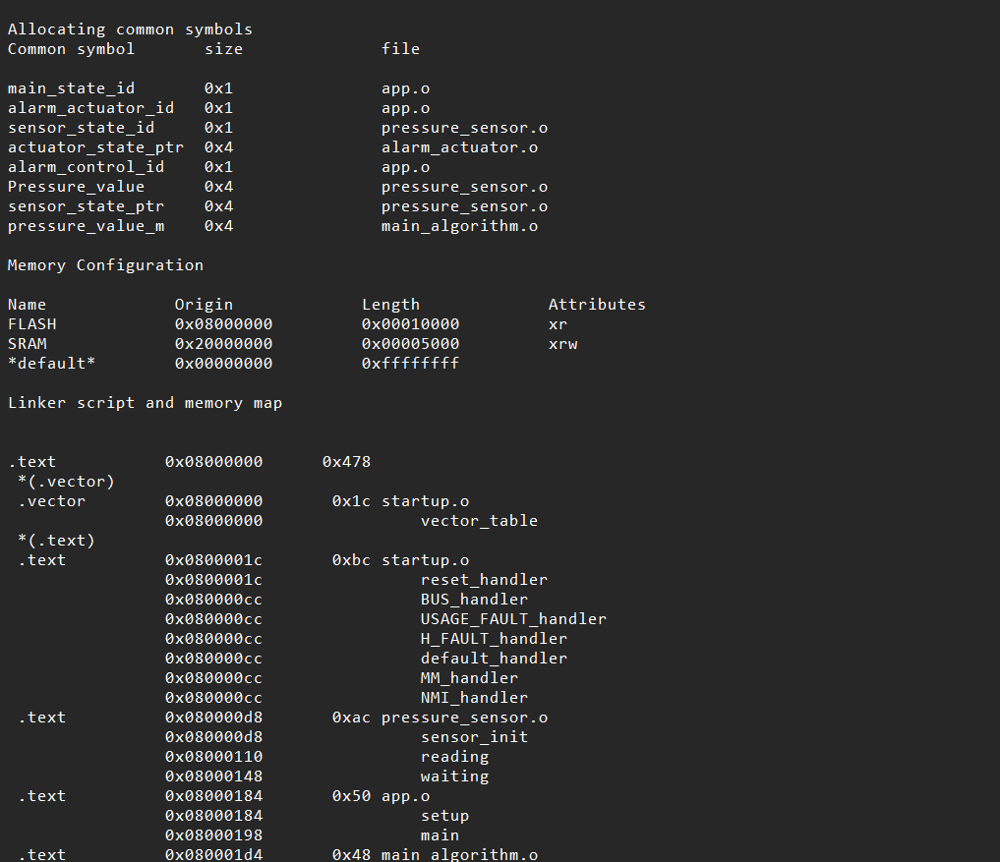 Allocating common symbols
Common symbol       size              file
main_state_id       0x1               app.o
alarm_actuator_id   0x1               app.o
sensor_state_id     0x1               pressure_sensor.o
actuator_state_ptr  0x4               alarm_actuator.o
alarm_control_id    0x1               app.o
Pressure_value      0x4               pressure_sensor.o
sensor_state_ptr    0x4               pressure_sensor.o
pressure_value_m    0x4               main_algorithm.o
Memory Configuration
Name             Origin             Length             Attributes
FLASH            0x08000000         0x00010000         xr
SRAM             0x20000000         0x00005000         xrw
*default*        0x00000000         0xffffffff
Linker script and memory map
.text           0x08000000      0x478
 *(.vector)
 .vector        0x08000000       0x1c startup.o
                0x08000000                vector_table
 *(.text)
 .text          0x0800001c       0xbc startup.o
                0x0800001c                reset_handler
                0x080000cc                BUS_handler
                0x080000cc                USAGE_FAULT_handler
                0x080000cc                H_FAULT_handler
                0x080000cc                default_handler
                0x080000cc                MM_handler
                0x080000cc                NMI_handler
 .text          0x080000d8       0xac pressure_sensor.o
                0x080000d8                sensor_init
                0x08000110                reading
                0x08000148                waiting
 .text          0x08000184       0x50 app.o
                0x08000184                setup
                0x08000198                main
 .text          0x080001d4       0x48 main_algorithm.o